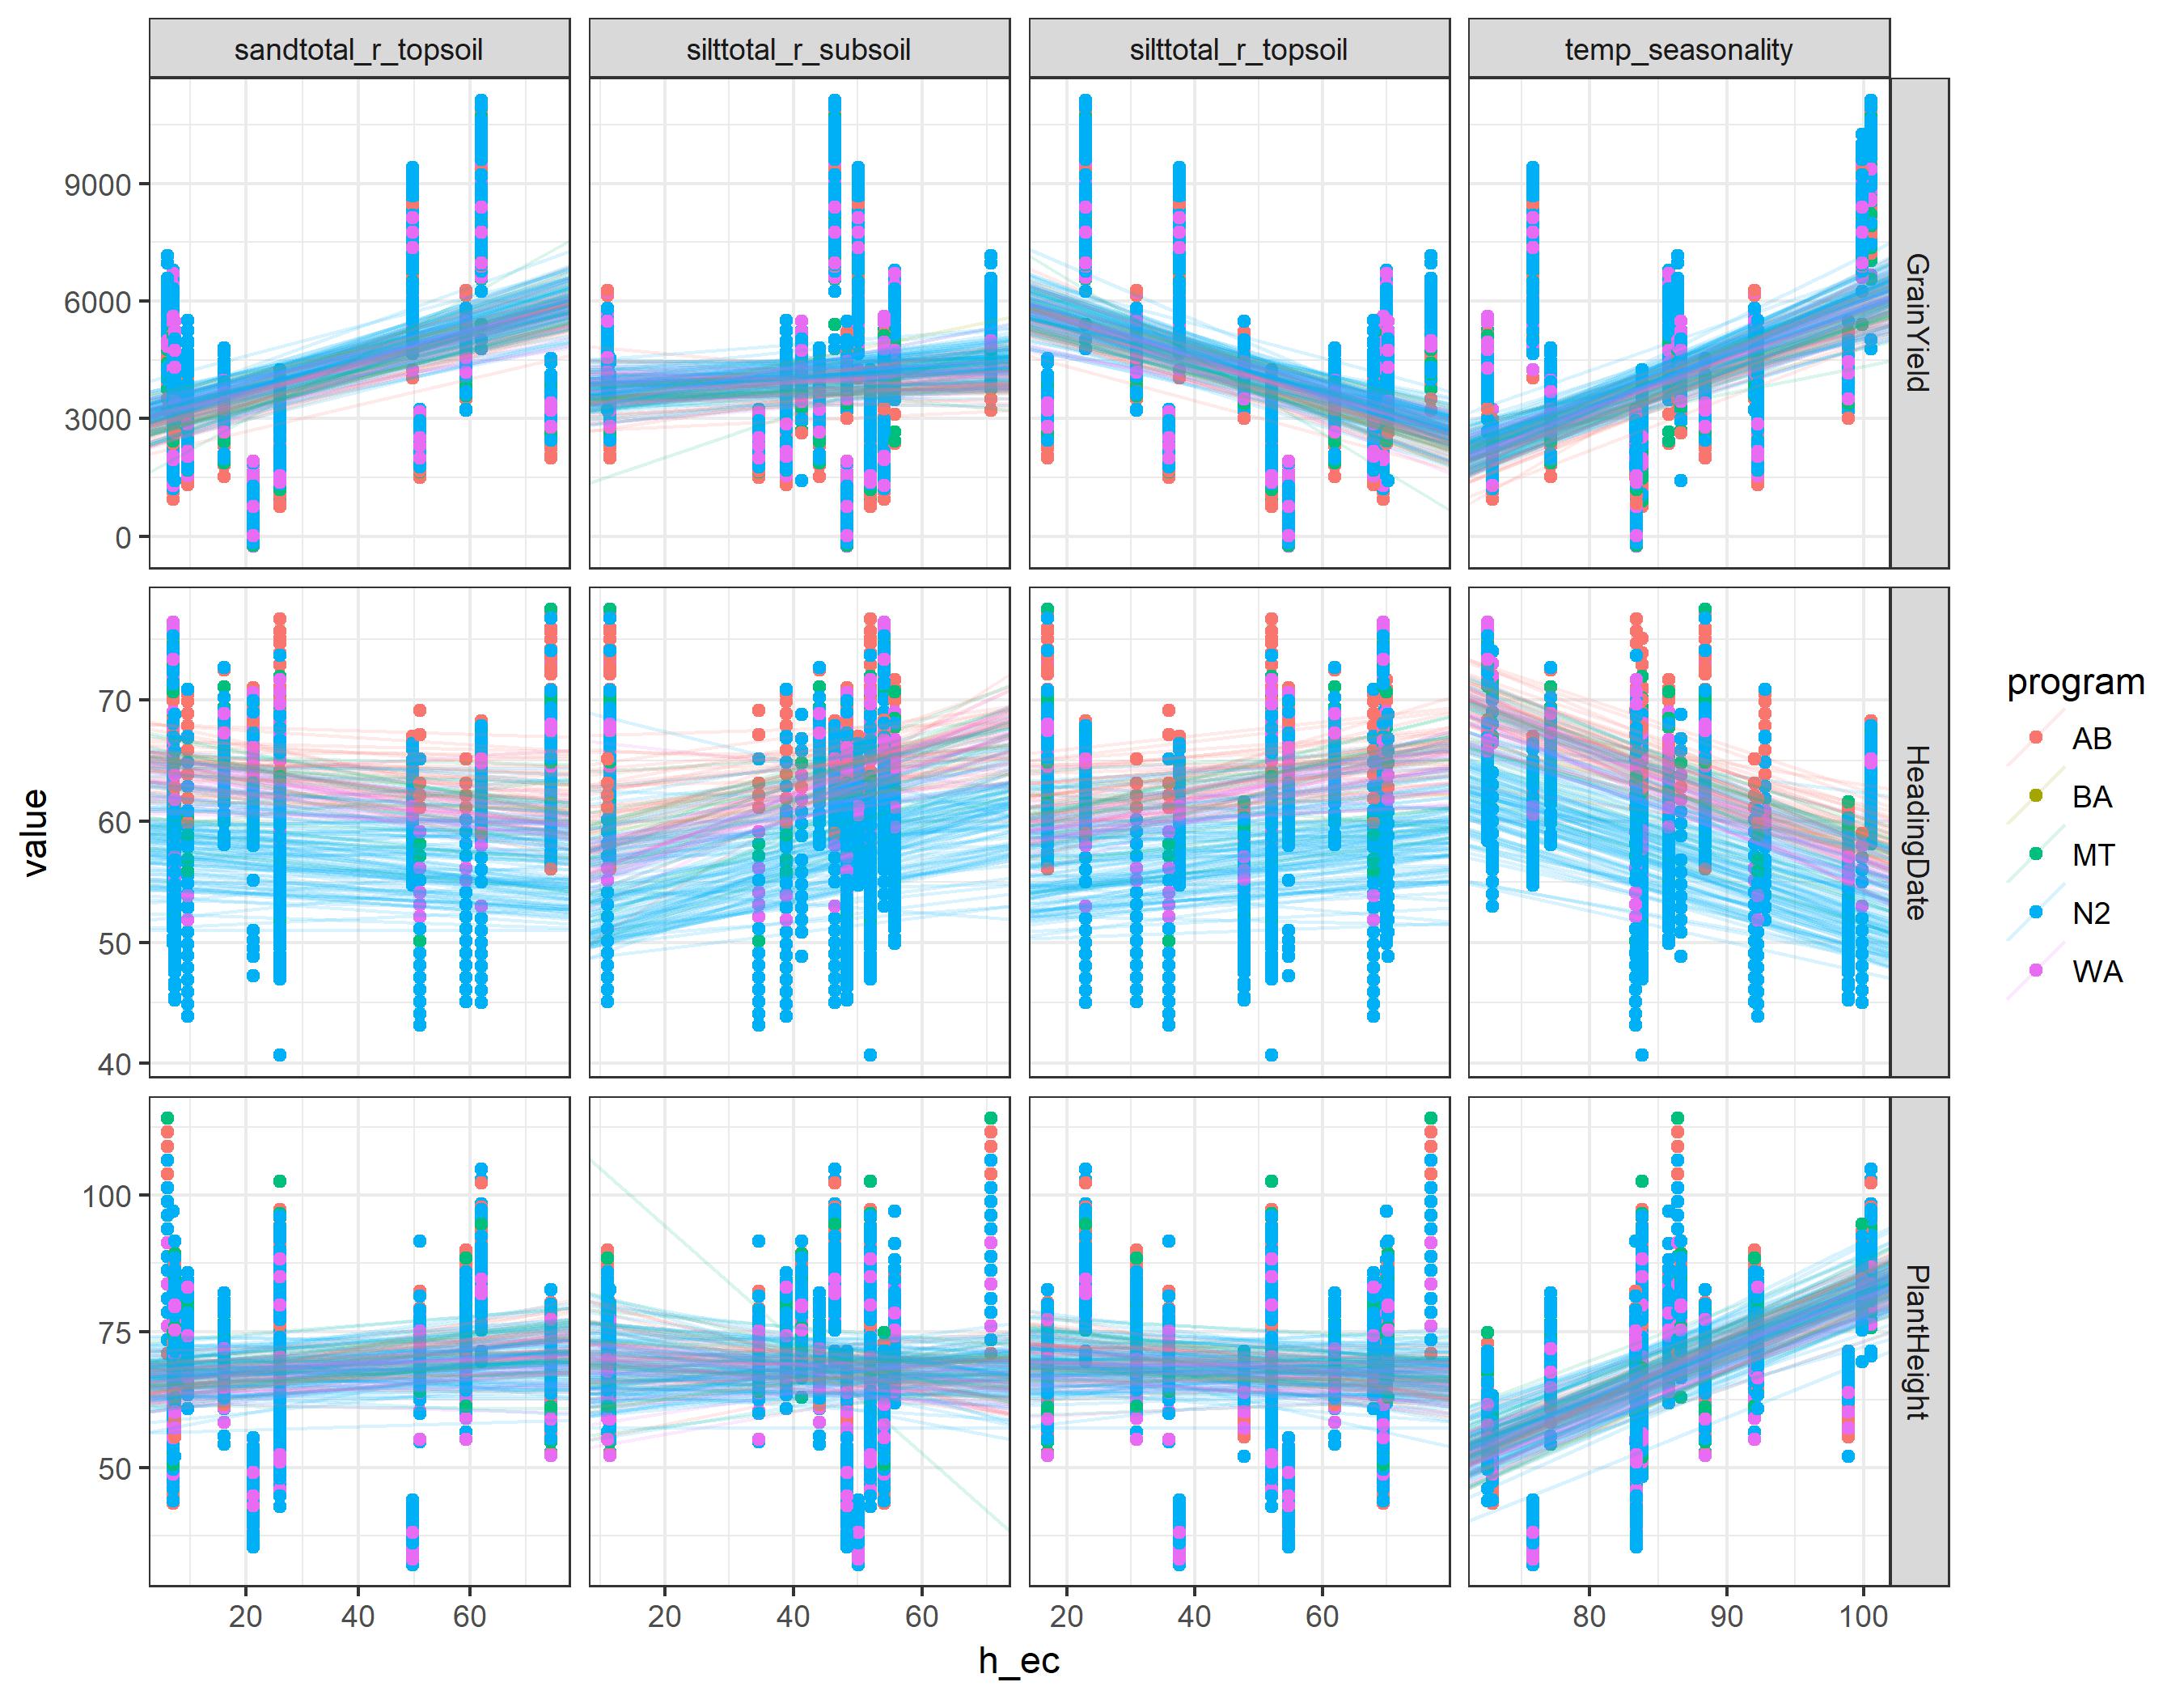 sandtotal_r_topsoil
silttotal_r_subsoil
silttotal_r_topsoil
temp_seasonality
9000
6000
3000
0
GrainYield
70
60
50
40
HeadingDate
100
75
50
PlantHeight
value
20 40 60
20 40 60
20 40 60
80 90 100
h_ec
program
AB
BA
MT
N2
WA